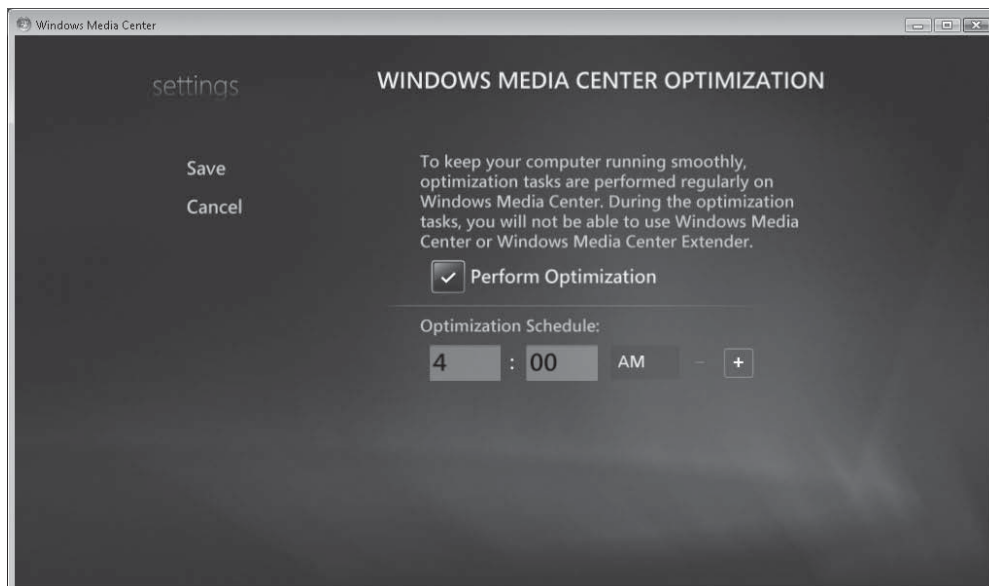 Windows Media Center
settings
WINDOWS MEDIA CENTER OPTIMIZATION
Save
Cancel
To keep your computer running smoothly,
optimization tasks are performed regularly on
Windows Media Center. During the optimization
tasks, you will not be able to use Windows Media
Center or Windows Media Center Extender.
Perform Optimization
Optimization Schedule:
4 : 00 AM - +